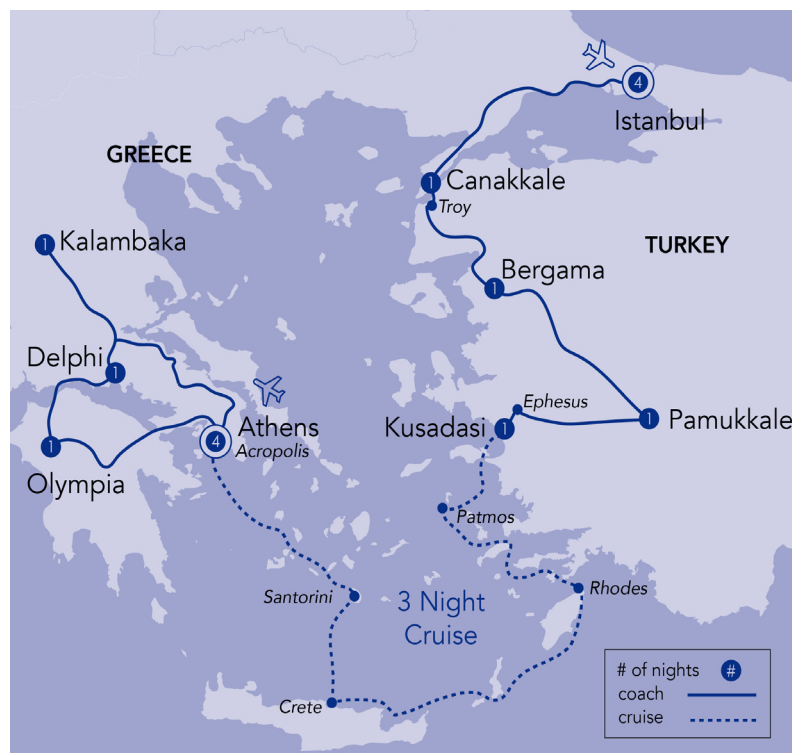 4
Istanbul
GREECE
1
Canakkale
Troy
1
Kalambaka
TURKEY
Bergama
1
Delphi
1
Ephesus
Athens
Kusadasi
1
1
Pamukkale
4
Acropolis
1
Olympia
Patmos
Santorini
3 Night
Cruise
Rhodes
Crete
# of nights #
coach
cruise